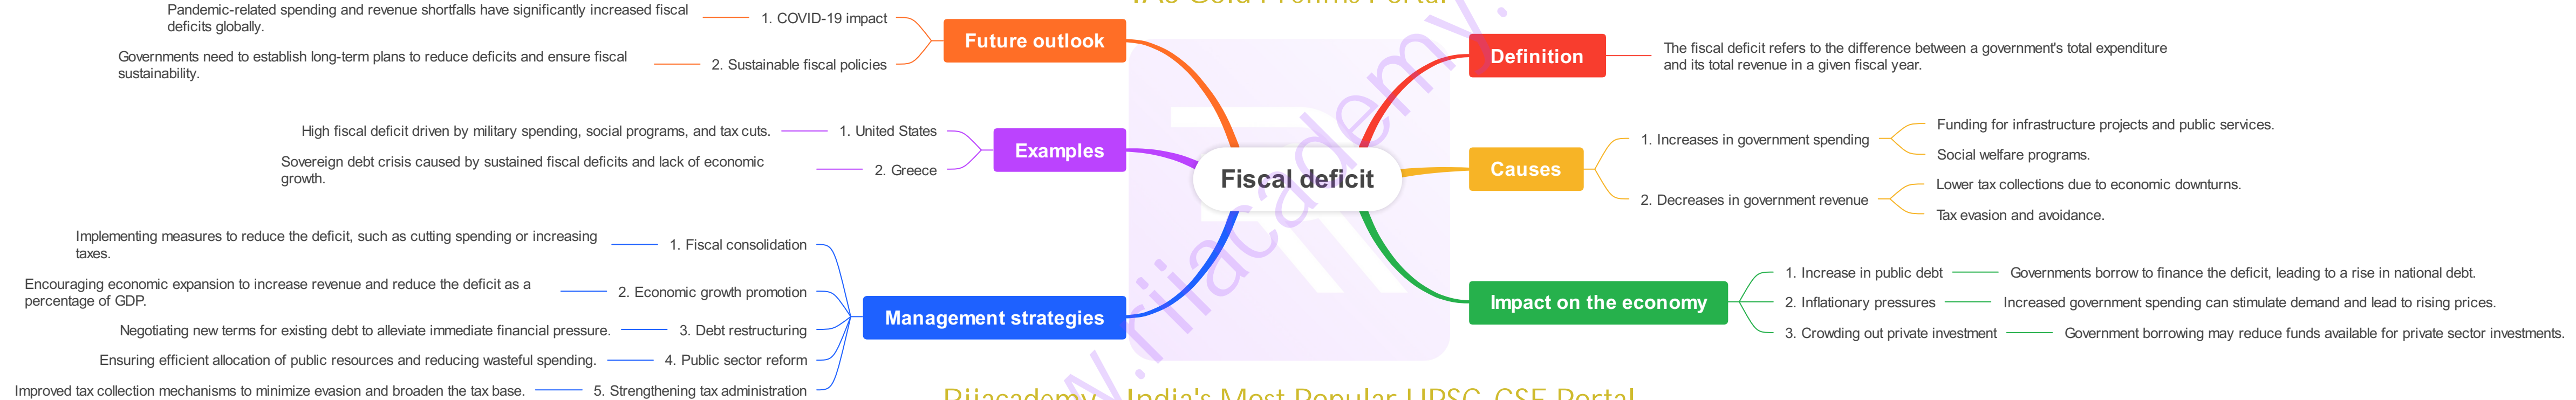 IAS Gold Prelims Portal
Pandemic-related spending and revenue shortfalls have significantly increased fiscal
deficits globally.
1. COVID-19 impact
Governments need to establish long-term plans to reduce deficits and ensure fiscal
sustainability.
2. Sustainable fiscal policies
Future outlook
High fiscal deficit driven by military spending, social programs, and tax cuts.
1. United States
Sovereign debt crisis caused by sustained fiscal deficits and lack of economic
growth.
2. Greece
Examples
Implementing measures to reduce the deficit, such as cutting spending or increasing
taxes.
1. Fiscal consolidation
Encouraging economic expansion to increase revenue and reduce the deficit as a
percentage of GDP.
2. Economic growth promotion
Negotiating new terms for existing debt to alleviate immediate financial pressure.
3. Debt restructuring
Ensuring efficient allocation of public resources and reducing wasteful spending.
4. Public sector reform
Improved tax collection mechanisms to minimize evasion and broaden the tax base.
5. Strengthening tax administration
Management strategies
Fiscal deficit
Definition
The fiscal deficit refers to the difference between a government's total expenditure
and its total revenue in a given fiscal year.
Causes
1. Increases in government spending
Funding for infrastructure projects and public services.
Social welfare programs.
2. Decreases in government revenue
Lower tax collections due to economic downturns.
Tax evasion and avoidance.
Impact on the economy
1. Increase in public debt
Governments borrow to finance the deficit, leading to a rise in national debt.
2. Inflationary pressures
Increased government spending can stimulate demand and lead to rising prices.
3. Crowding out private investment
Government borrowing may reduce funds available for private sector investments.
w.rijiacademy.
Rijiacademy - India's Most Popular UPSC-CSE Portal